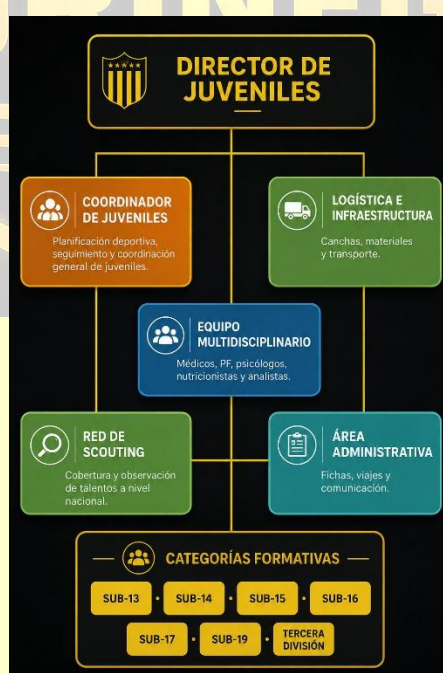 DIRECTOR DE
JUVENILES
COORDINADOR
DE JUVENILES
Planificación deportiva,
seguimiento y coordinación
general de juveniles.
LOGÍSTICA E
INFRAESTRUCTURA
Canchas, materiales
y transporte.
EQUIPO
MULTIDISCIPLINARIO
Médicos, PF, psicólogos,
nutricionistas y analistas.
RED DE
SCOUTING
Cobertura y observación
de talentos a nivel
nacional.
ÁREA
ADMINISTRATIVA
Fichas, viajes y
comunicación.
CATEGORÍAS FORMATIVAS
SUB-13 • SUB-14 • SUB-15 • SUB-16
SUB-17 • SUB-19 • TERCERA
DIVISIÓN